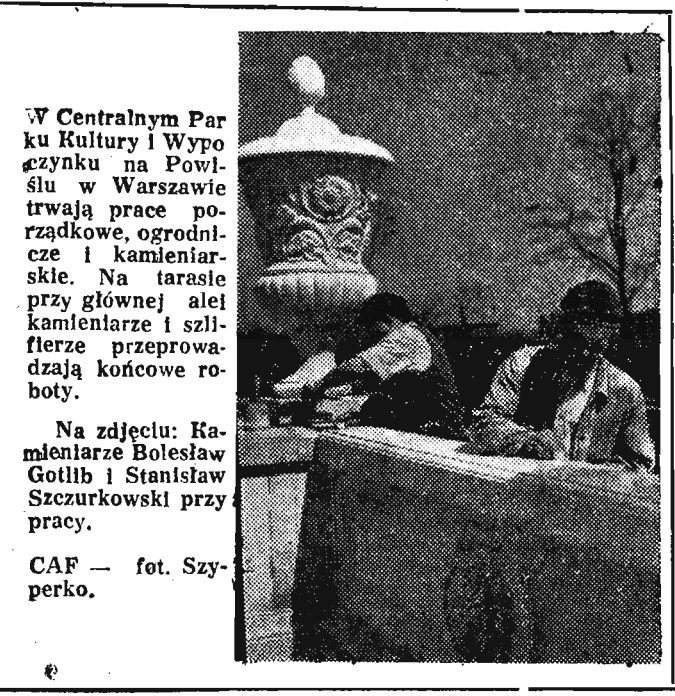 W Centralnym Par
ku Kultury i Wypo
czynku na Powi-
ślu w Warszawie
trwają prace po-
rządkowe, ogrodni-
cze i kamieniar-
skie. Na tarasie
przy głównej alei
kamieniarze i szli-
fierze przeprowa-
dzają końcowe ro-
boty.
Na zdjęciu: Ka-
mieniarze Bolesław
Gotlib i Stanisław
Szczurkowski przy
pracy.
CAF — fot. Szy-
perko.